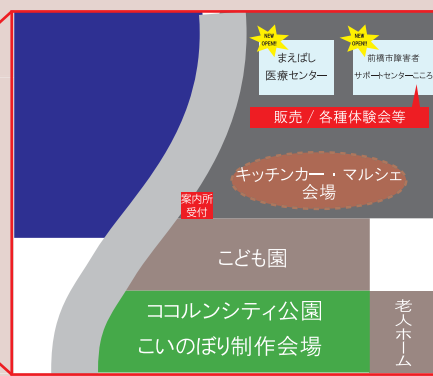 NEW
OPEN!!
まえばし
医療センター
NEW
OPEN!!
前橋市障害者
サポートセンターこころ
販売 / 各種体験会等
キッチンカー・マルシェ
会場
案内所
受付
こども園
ココルンシティ公園
こいのぼり制作会場
老人ホーム